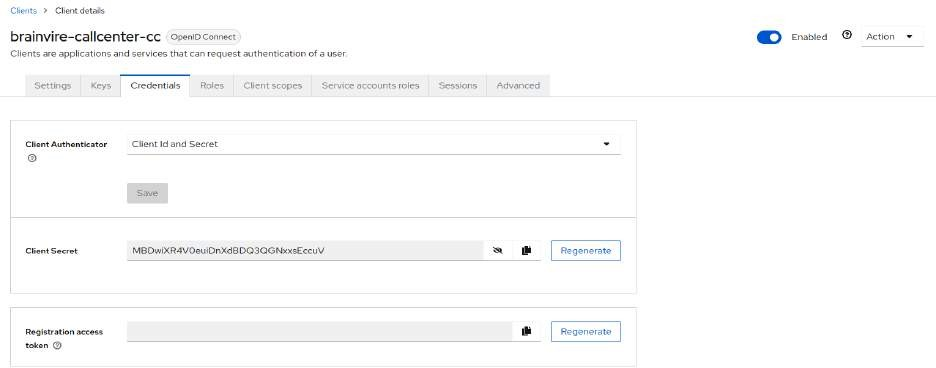 Clients > Client details
brainvire-callcenter-cc OpenID Connect
Enabled Action
Clients are applications and services that can request authentication of a user.
Settings Keys Credentials Roles Client scopes Service accounts roles Sessions Advanced
Client Authenticator Client Id and Secret
Save
Client Secret MBDwiXR4V0euiDnXdBDQ3QGNxxsEccuV Regenerate
Registration access
token
Regenerate